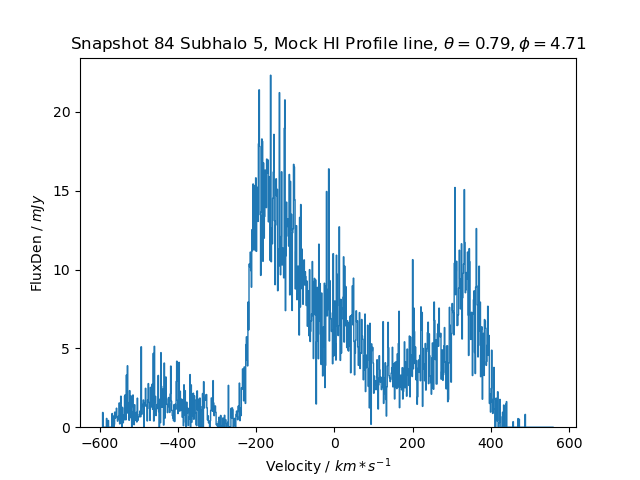 Snapshot 84 Subhalo 5, Mock HI Profile line, θ = 0.79, ϕ = 4.71
FluxDen / mJy
20
15
10
5
0
−600 −400 −200 0 200 400 600
Velocity / km * s⁻¹